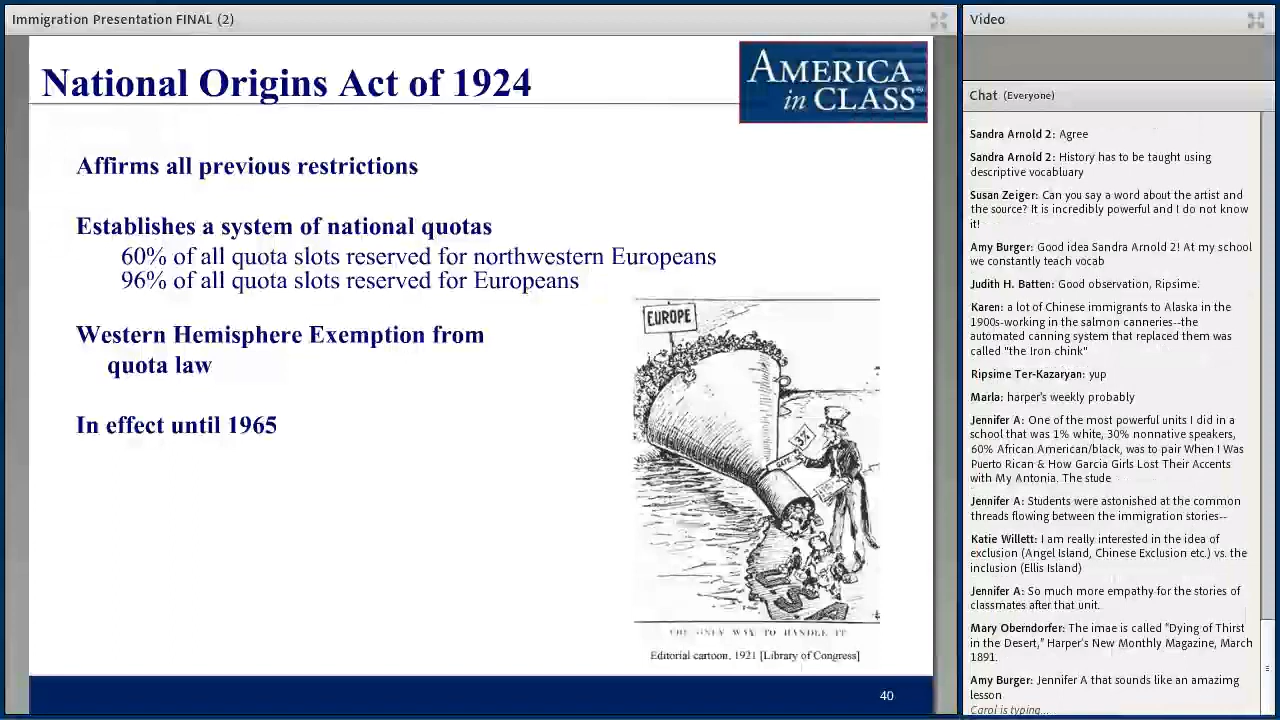 Immigration Presentation FINAL (2)
National Origins Act of 1924
AMERICA
in CLASS®
Affirms all previous restrictions
Establishes a system of national quotas
60% of all quota slots reserved for northwestern Europeans
96% of all quota slots reserved for Europeans
Western Hemisphere Exemption from
quota law
In effect until 1965
EUROPE
3%
GATE
USA
THE ONLY WAY TO HANDLE IT
Editorial cartoon, 1921 [Library of Congress]
40
Video
Chat (Everyone)
Sandra Arnold 2: Agree
Sandra Arnold 2: History has to be taught using
descriptive vocabluary
Susan Zeiger: Can you say a word about the artist and
the source? It is incredibly powerful and I do not know
it!
Amy Burger: Good idea Sandra Arnold 2! At my school
we constantly teach vocab
Judith H. Batten: Good observation, Ripsime.
Karen: a lot of Chinese immigrants to Alaska in the
1900s-working in the salmon canneries--the
automated canning system that replaced them was
called "the Iron chink"
Ripsime Ter-Kazaryan: yup
Marla: harper's weekly probably
Jennifer A: One of the most powerful units I did in a
school that was 1% white, 30% nonnative speakers,
60% African American/black, was to pair When I Was
Puerto Rican & How Garcia Girls Lost Their Accents
with My Antonia. The stude
Jennifer A: Students were astonished at the common
threads flowing between the immigration stories--
Katie Willett: I am really interested in the idea of
exclusion (Angel Island, Chinese Exclusion etc.) vs. the
inclusion (Ellis Island)
Jennifer A: So much more empathy for the stories of
classmates after that unit.
Mary Oberndorfer: The imae is called "Dying of Thirst
in the Desert," Harper's New Monthly Magazine, March
1891.
Amy Burger: Jennifer A that sounds like an amazimg
lesson
Carol is typing...